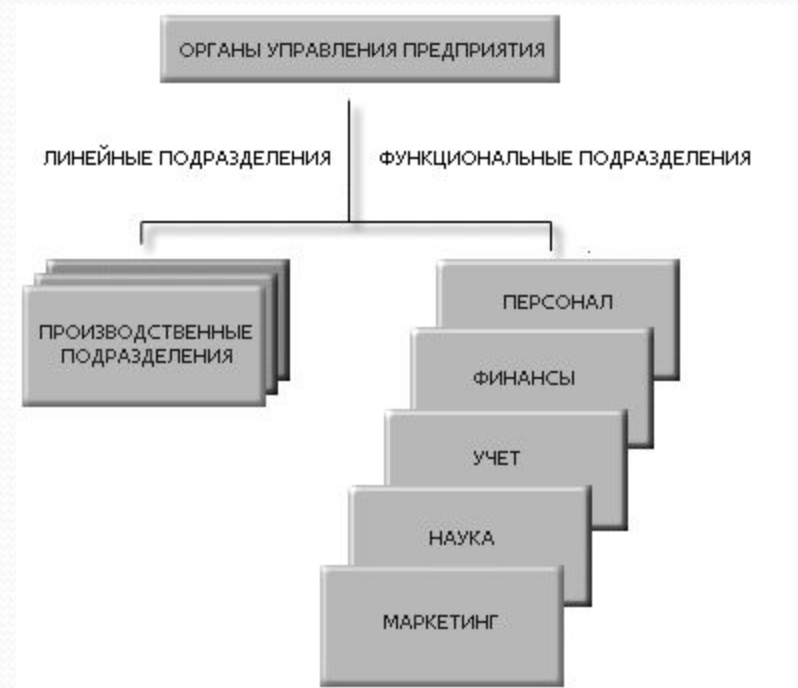 ОРГАНЫ УПРАВЛЕНИЯ ПРЕДПРИЯТИЯ
ЛИНЕЙНЫЕ ПОДРАЗДЕЛЕНИЯ
ФУНКЦИОНАЛЬНЫЕ ПОДРАЗДЕЛЕНИЯ
ПРОИЗВОДСТВЕННЫЕ
ПОДРАЗДЕЛЕНИЯ
ПЕРСОНАЛ
ФИНАНСЫ
УЧЕТ
НАУКА
МАРКЕТИНГ